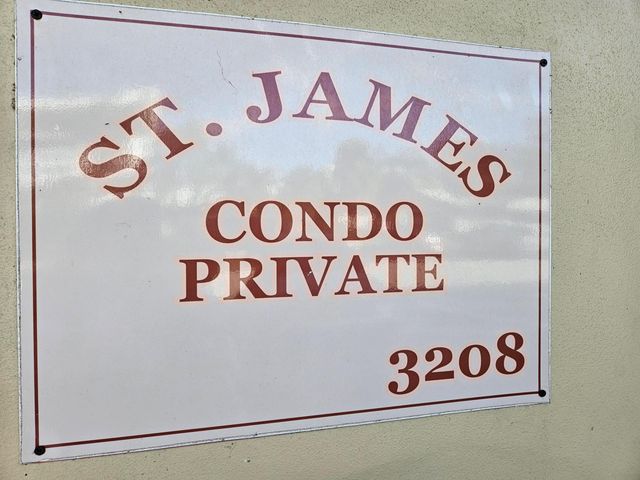 ST. JAMES
CONDO
PRIVATE
3208